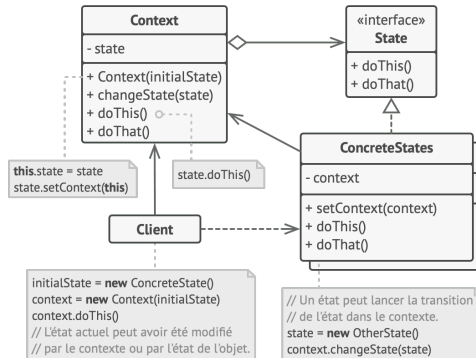 Context
- state
+ Context(initialState)
+ changeState(state)
+ doThis()
+ doThat()
«interface»
State
+ doThis()
+ doThat()
this.state = state
state.setContext(this)
state.doThis()
ConcreteStates
- context
+ setContext(context)
+ doThis()
+ doThat()
Client
initialState = new ConcreteState()
context = new Context(initialState)
context.doThis()
// L'état actuel peut avoir été modifié
// par le contexte ou par l'état de l'objet.
// Un état peut lancer la transition
// de l'état dans le contexte.
state = new OtherState()
context.changeState(state)